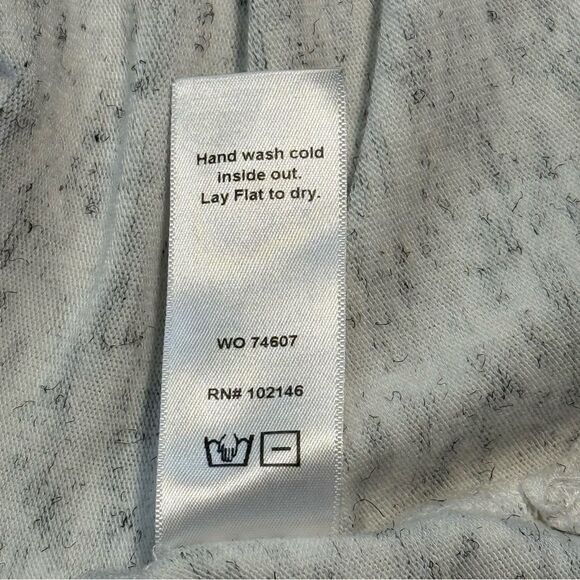 Hand wash cold
inside out.
Lay Flat to dry.
WO 74607
RN# 102146